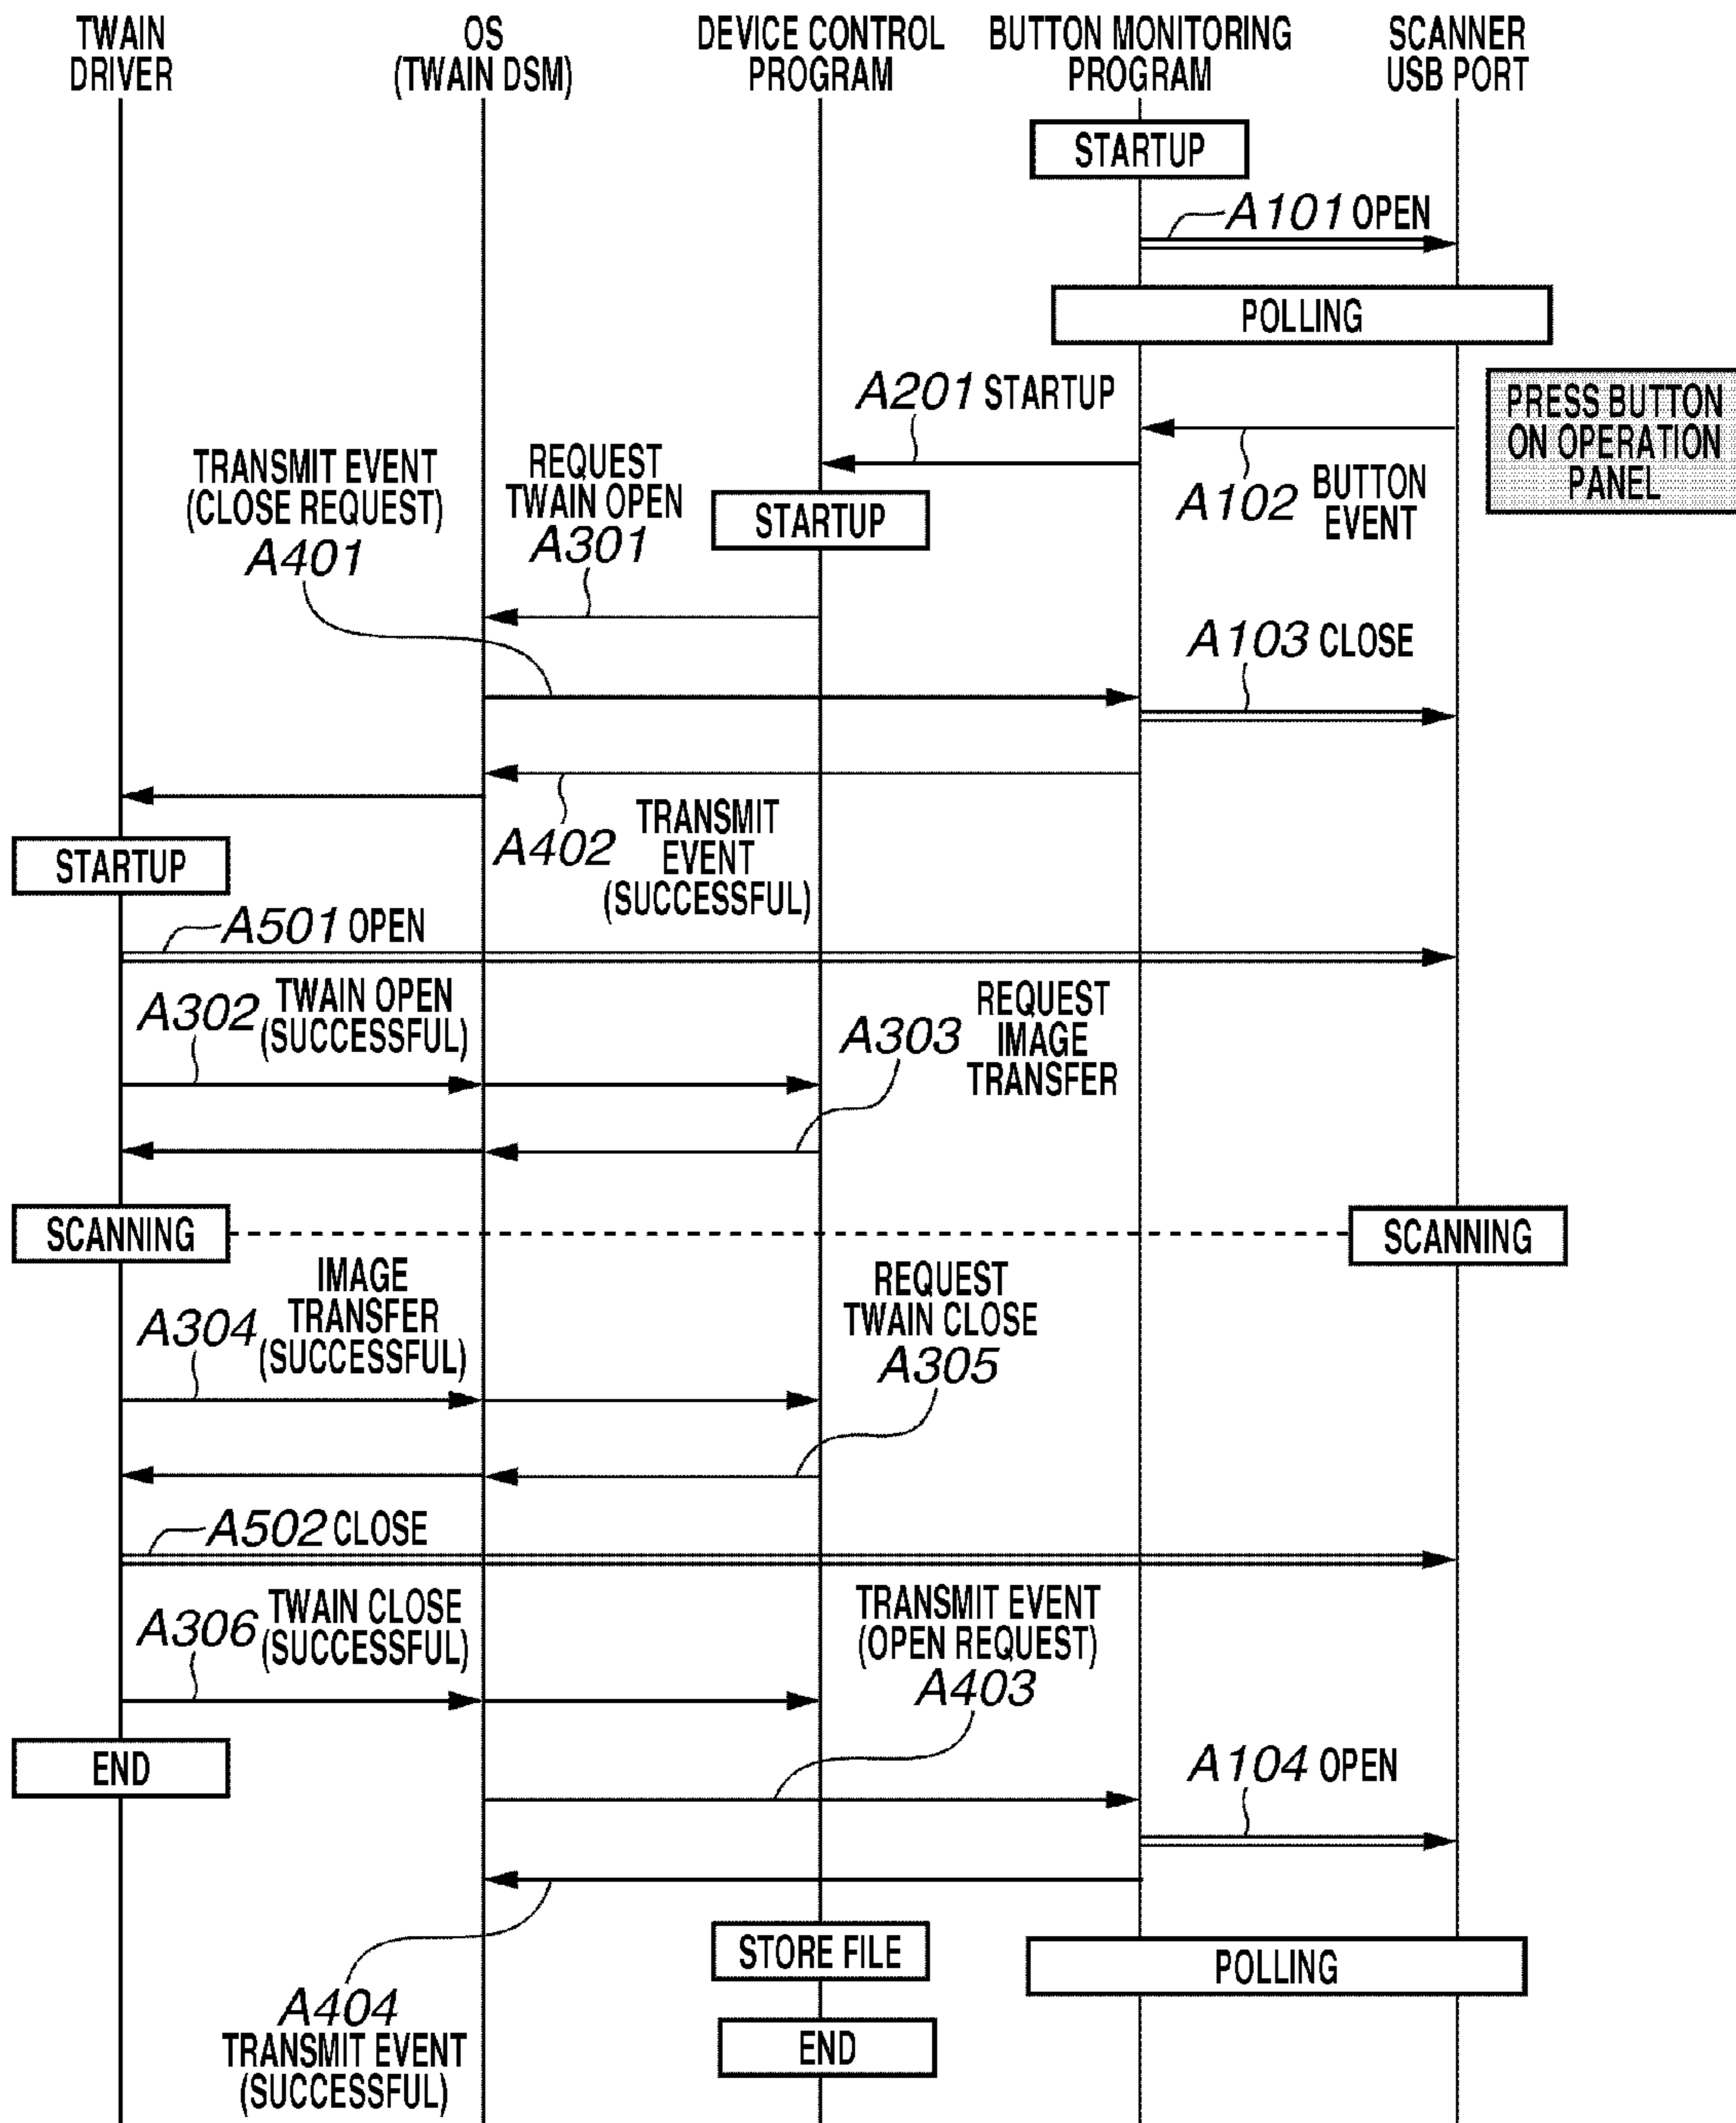 TWAIN
DRIVER
OS
(TWAIN DSM)
DEVICE CONTROL
PROGRAM
BUTTON MONITORING
PROGRAM
SCANNER
USB PORT
STARTUP
A101 OPEN
POLLING
PRESS BUTTON
ON OPERATION
PANEL
A201 STARTUP
A102 BUTTON
EVENT
STARTUP
REQUEST
TWAIN OPEN
A301
TRANSMIT EVENT
(CLOSE REQUEST)
A401
A103 CLOSE
A402 TRANSMIT
EVENT
(SUCCESSFUL)
STARTUP
A501 OPEN
A302 TWAIN OPEN
(SUCCESSFUL)
A303 REQUEST
IMAGE
TRANSFER
SCANNING
SCANNING
A304 IMAGE
TRANSFER
(SUCCESSFUL)
REQUEST
TWAIN CLOSE
A305
A502 CLOSE
A306 TWAIN CLOSE
(SUCCESSFUL)
TRANSMIT EVENT
(OPEN REQUEST)
A403
END
A104 OPEN
STORE FILE
POLLING
A404
TRANSMIT EVENT
(SUCCESSFUL)
END